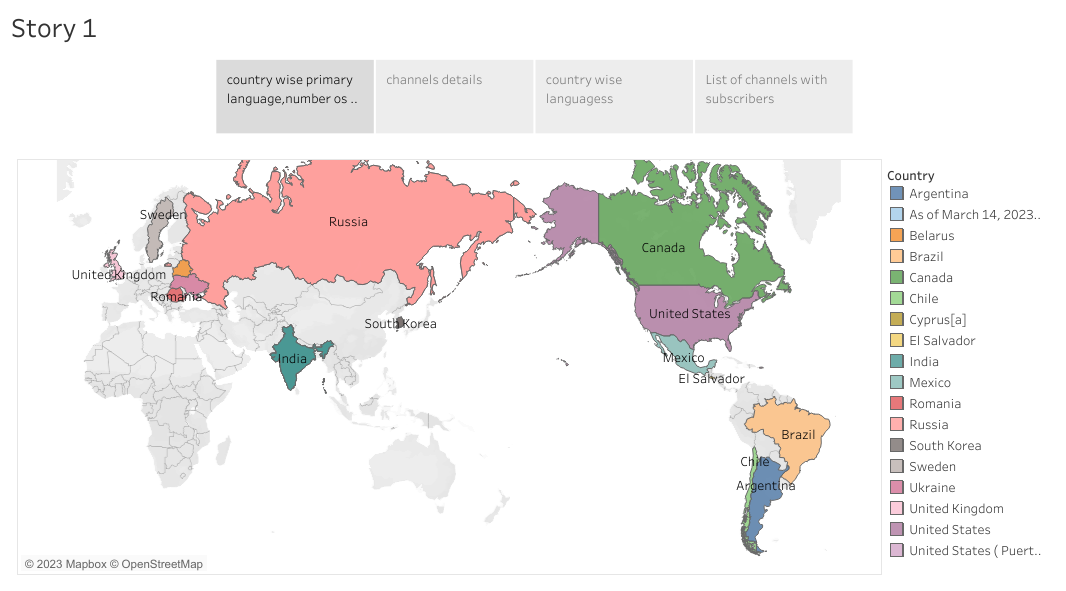 Story 1
country wise primary
language,number os ..
channels details
country wise
languagess
List of channels with
subscribers
Sweden
Russia
United Kingdom
Romania
South Korea
India
Canada
United States
Mexico
El Salvador
Brazil
Chile
Argentina
© 2023 Mapbox © OpenStreetMap
Country
Argentina
As of March 14, 2023..
Belarus
Brazil
Canada
Chile
Cyprus[a]
El Salvador
India
Mexico
Romania
Russia
South Korea
Sweden
Ukraine
United Kingdom
United States
United States ( Puert..